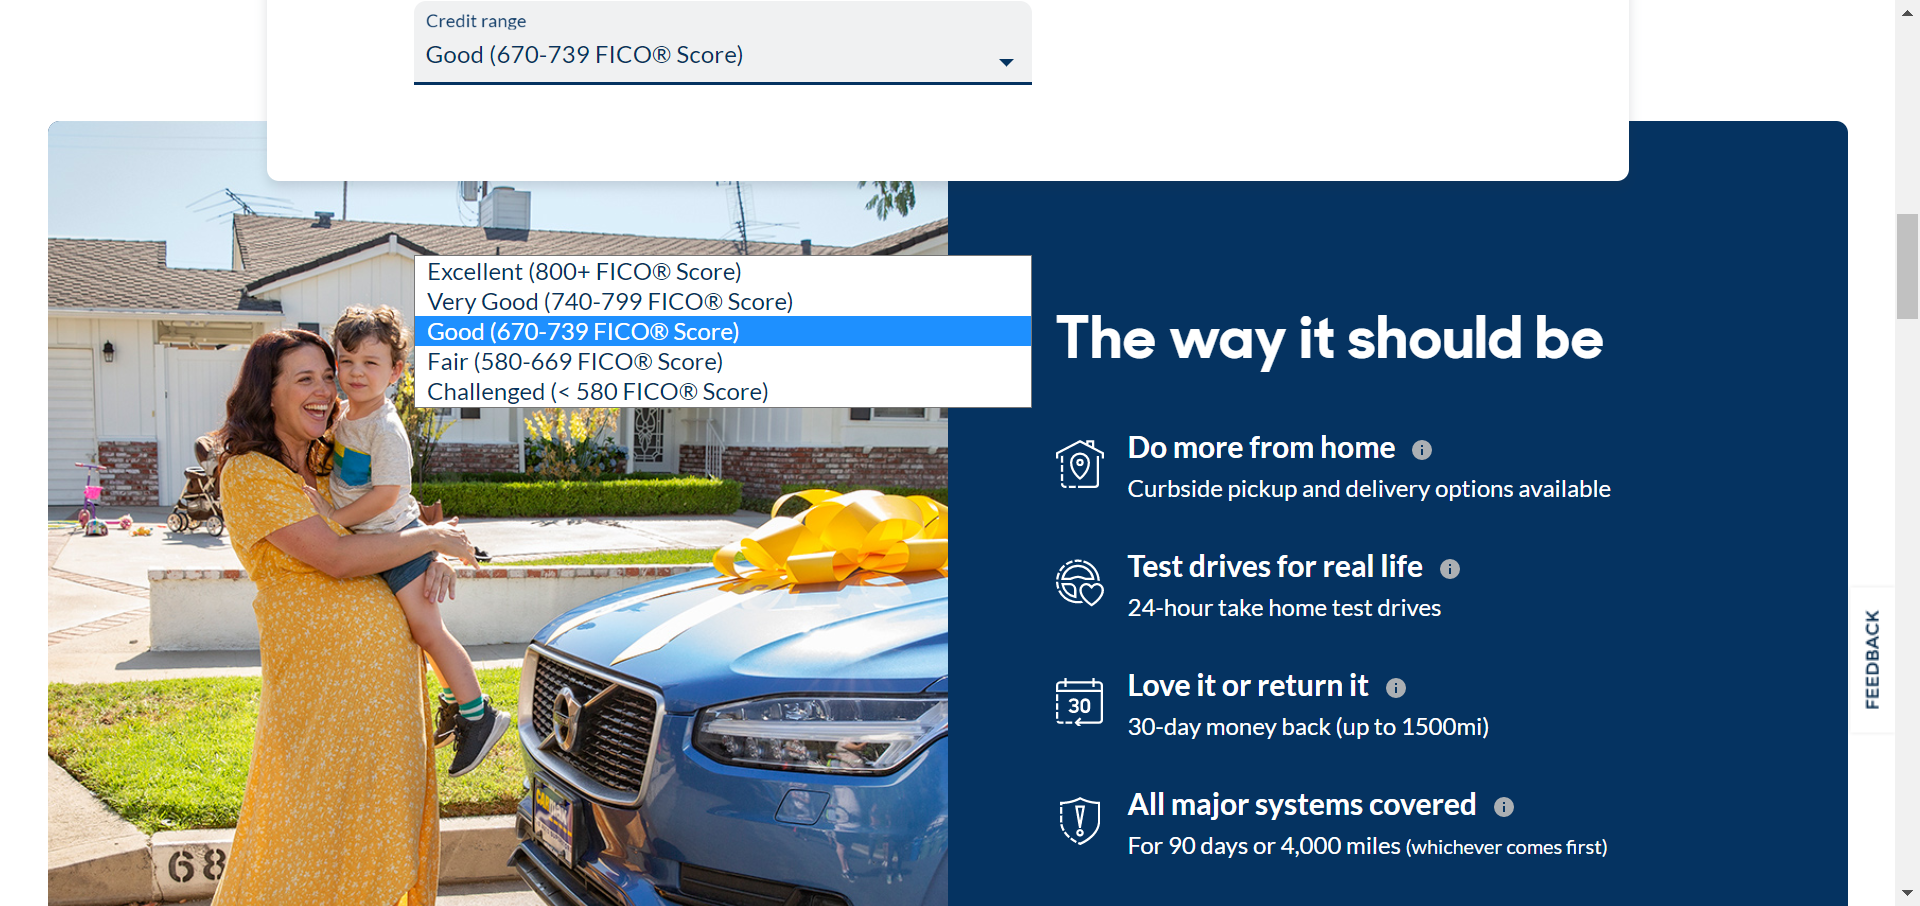 Credit range
Good (670-739 FICO® Score)
Excellent (800+ FICO® Score)
Very Good (740-799 FICO® Score)
Good (670-739 FICO® Score)
Fair (580-669 FICO® Score)
Challenged (< 580 FICO® Score)
The way it should be
Do more from home
Curbside pickup and delivery options available
Test drives for real life
24-hour take home test drives
Love it or return it
30
30-day money back (up to 1500mi)
All major systems covered
For 90 days or 4,000 miles (whichever comes first)
FEEDBACK
68